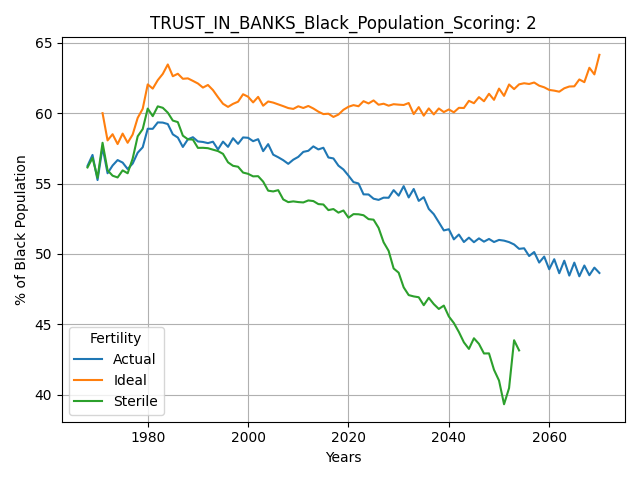 TRUST_IN_BANKS_Black_Population_Scoring: 2
65
60
55
50
45
40
% of Black Population
Fertility
Actual
Ideal
Sterile
1980 2000 2020 2040 2060
Years